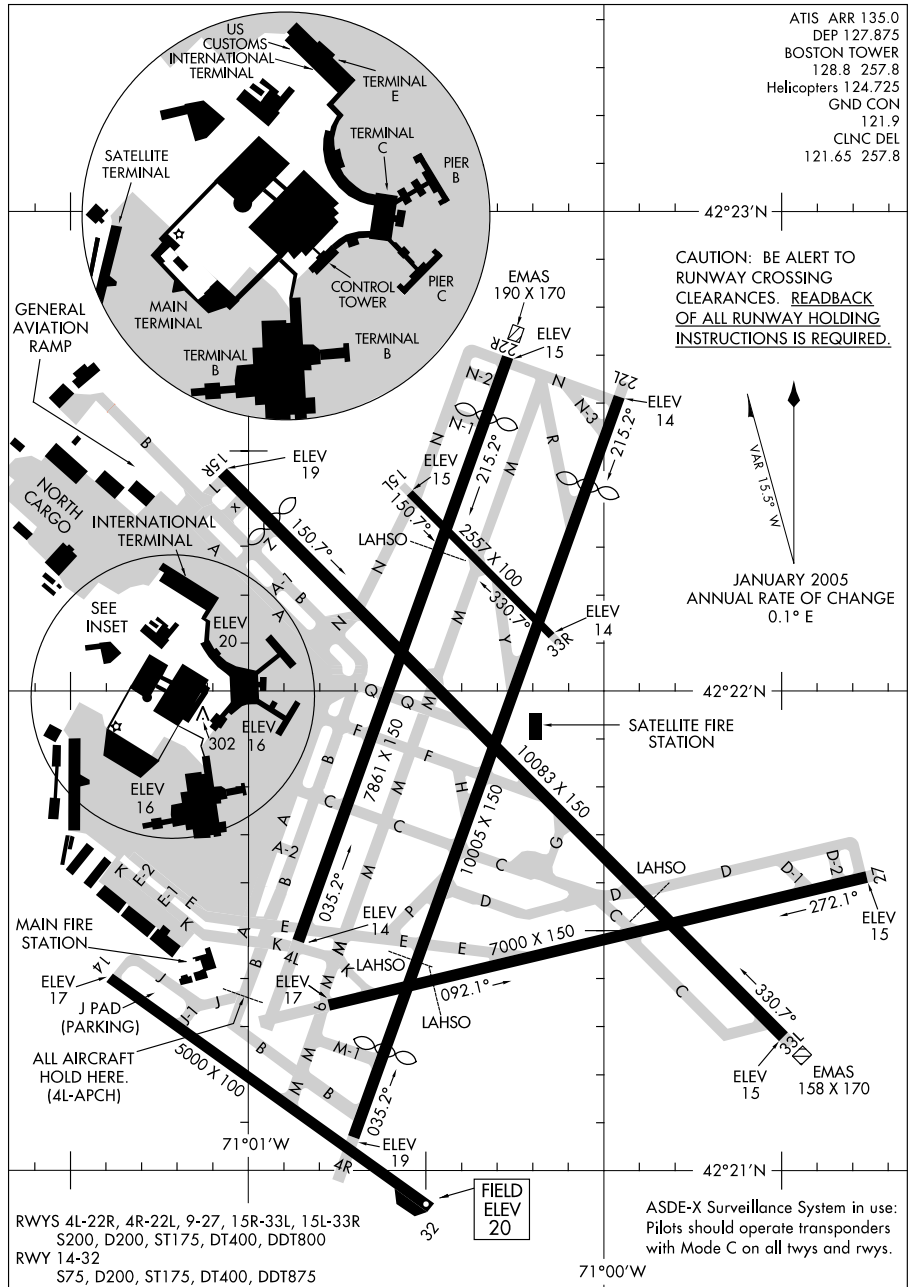 ATIS ARR 135.0
DEP 127.875
BOSTON TOWER
128.8 257.8
Helicopters 124.725
GND CON
121.9
CLNC DEL
121.65 257.8
US
CUSTOMS
INTERNATIONAL
TERMINAL
TERMINAL
E
TERMINAL
C
PIER
B
SATELLITE
TERMINAL
MAIN
TERMINAL
CONTROL
TOWER
PIER
C
TERMINAL
B
TERMINAL
B
42°23'N
CAUTION: BE ALERT TO
RUNWAY CROSSING
CLEARANCES. READBACK
OF ALL RUNWAY HOLDING
INSTRUCTIONS IS REQUIRED.
EMAS
190 X 170
22R
ELEV
15
GENERAL
AVIATION
RAMP
N-2
N
N-3
22L
ELEV
14
N-1
215.2°
215.2°
R
M
N
B
VAR 15.5° W
JANUARY 2005
ANNUAL RATE OF CHANGE
0.1° E
15R
ELEV
19
L
x
N
150.7°
15L
ELEV
15
150.7°
LAHSO
2557 X 100
330.7°
33R
ELEV
14
N
M
Y
NORTH
CARGO
INTERNATIONAL
TERMINAL
A
A-1
A
B
N
SEE
INSET
ELEV
20
ELEV
16
302
ELEV
16
42°22'N
Q
Q
M
F
F
SATELLITE FIRE
STATION
7861 X 150
10083 X 150
10005 X 150
B
C
M
C
H
C
G
A
A-2
B
M
LAHSO
D
D
D
D-1
D-2
27
C
272.1°
ELEV
15
K
E-2
E-1
E
K
035.2°
P
MAIN FIRE
STATION
A
E
K
4L
ELEV
14
M
E
E
7000 X 150
K
LAHSO
LAHSO
14
ELEV
17
J
J
J-1
J PAD
(PARKING)
B
ELEV
17
9
M
M
092.1°
C
330.7°
33L
ELEV
15
EMAS
158 X 170
ALL AIRCRAFT
HOLD HERE.
(4L-APCH)
5000 X 100
B
M
M
M-1
B
035.2°
71°01'W
4R
ELEV
19
42°21'N
32
FIELD
ELEV
20
RWYS 4L-22R, 4R-22L, 9-27, 15R-33L, 15L-33R
S200, D200, ST175, DT400, DDT800
RWY 14-32
S75, D200, ST175, DT400, DDT875
71°00'W
ASDE-X Surveillance System in use:
Pilots should operate transponders
with Mode C on all twys and rwys.